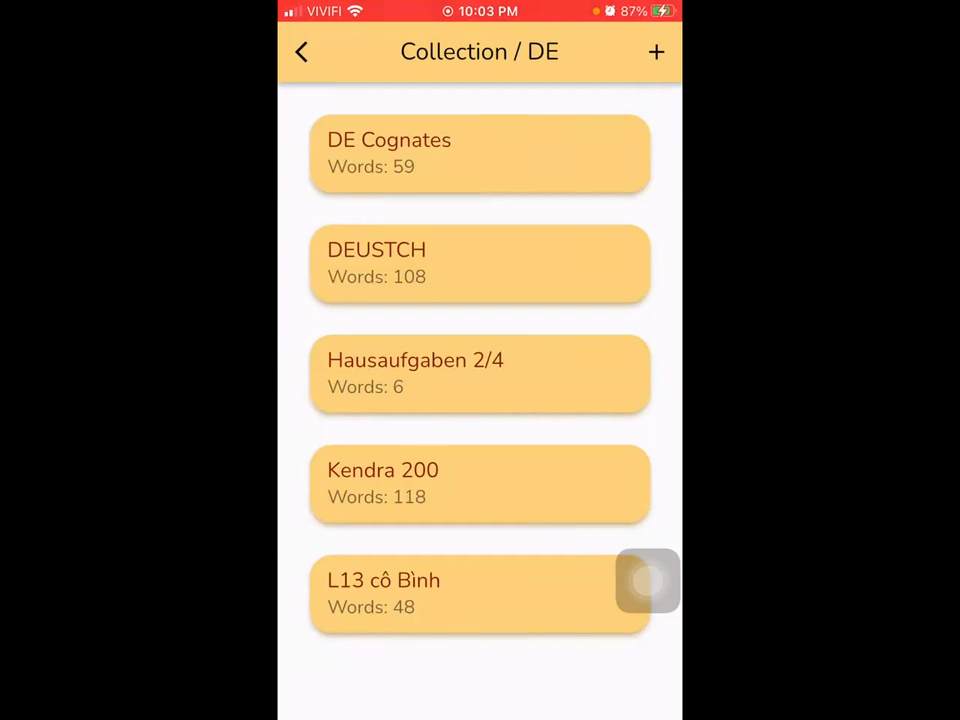 VIVIFI 10:03 PM 87%
Collection / DE
DE Cognates
Words: 59
DEUSTCH
Words: 108
Hausaufgaben 2/4
Words: 6
Kendra 200
Words: 118
L13 cô Bình
Words: 48